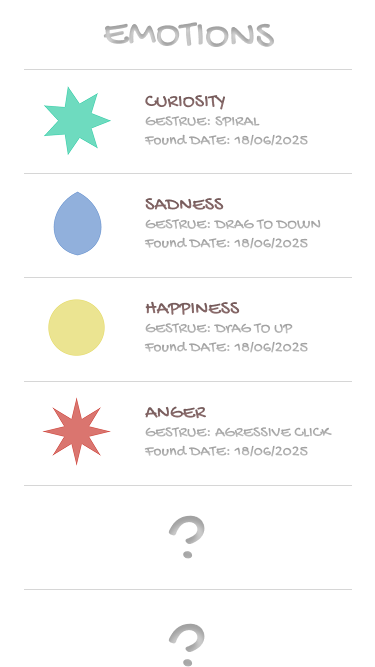 EMOTIONS
CURIOSITY
GESTRUE: SPIRAL
Found DATE: 18/06/2025
SADNESS
GESTRUE: DRAG TO DOWN
Found DATE: 18/06/2025
HAPPINESS
GESTRUE: DrAG TO UP
Found DATE: 18/06/2025
ANGER
GESTRUE: AGRESSIVE CLICK
Found DATE: 18/06/2025
?
?